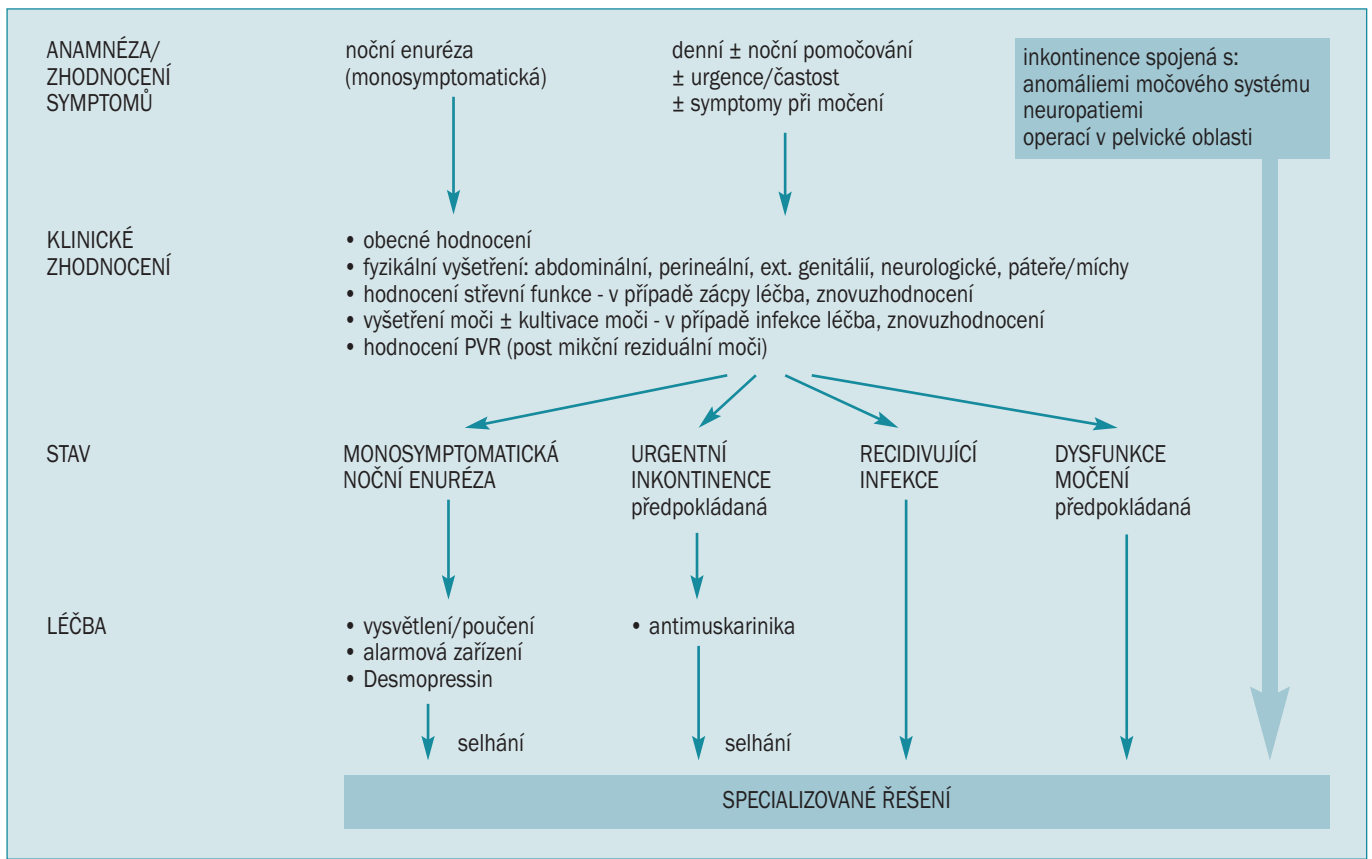 ANAMNÉZA/
ZHODNOCENÍ
SYMPTOMŮ
noční enuréza
(monosymptomatická)
denní ± noční pomočování
± urgence/častost
± symptomy při močení
inkontinence spojená s:
anomáliemi močového systému
neuropatiemi
operací v pelvické oblasti
KLINICKÉ
ZHODNOCENÍ
• obecné hodnocení
• fyzikální vyšetření: abdominální, perineální, ext. genitálií, neurologické, páteře/míchy
• hodnocení střevní funkce - v případě zácpy léčba, znovuzhodnocení
• vyšetření moči ± kultivace moči - v případě infekce léčba, znovuzhodnocení
• hodnocení PVR (post mikční reziduální moči)
STAV
MONOSYMPTOMATICKÁ
NOČNÍ ENURÉZA
URGENTNÍ
INKONTINENCE
předpokládaná
RECIDIVUJÍCÍ
INFEKCE
DYSFUNKCE
MOČENÍ
předpokládaná
LÉČBA
• vysvětlení/poučení
• alarmová zařízení
• Desmopressin
• antimuskarinika
selhání
selhání
SPECIALIZOVANÉ ŘEŠENÍ